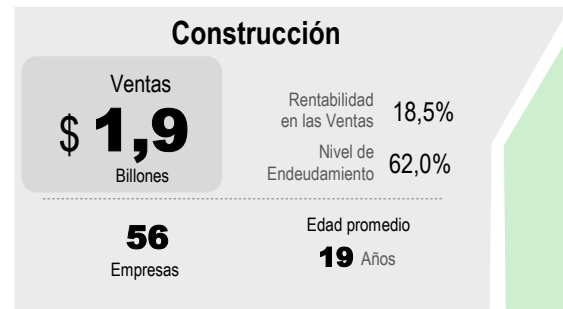 Construcción
Ventas
$ 1,9
Billones
Rentabilidad
en las Ventas 18,5%
Nivel de
Endeudamiento 62,0%
56
Empresas
Edad promedio
19 Años